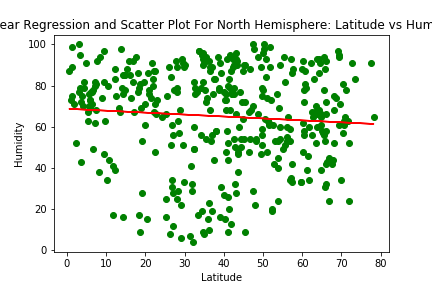 ear Regression and Scatter Plot For North Hemisphere: Latitude vs Hum
100
80
60
40
20
0
Humidity
0 10 20 30 40 50 60 70 80
Latitude